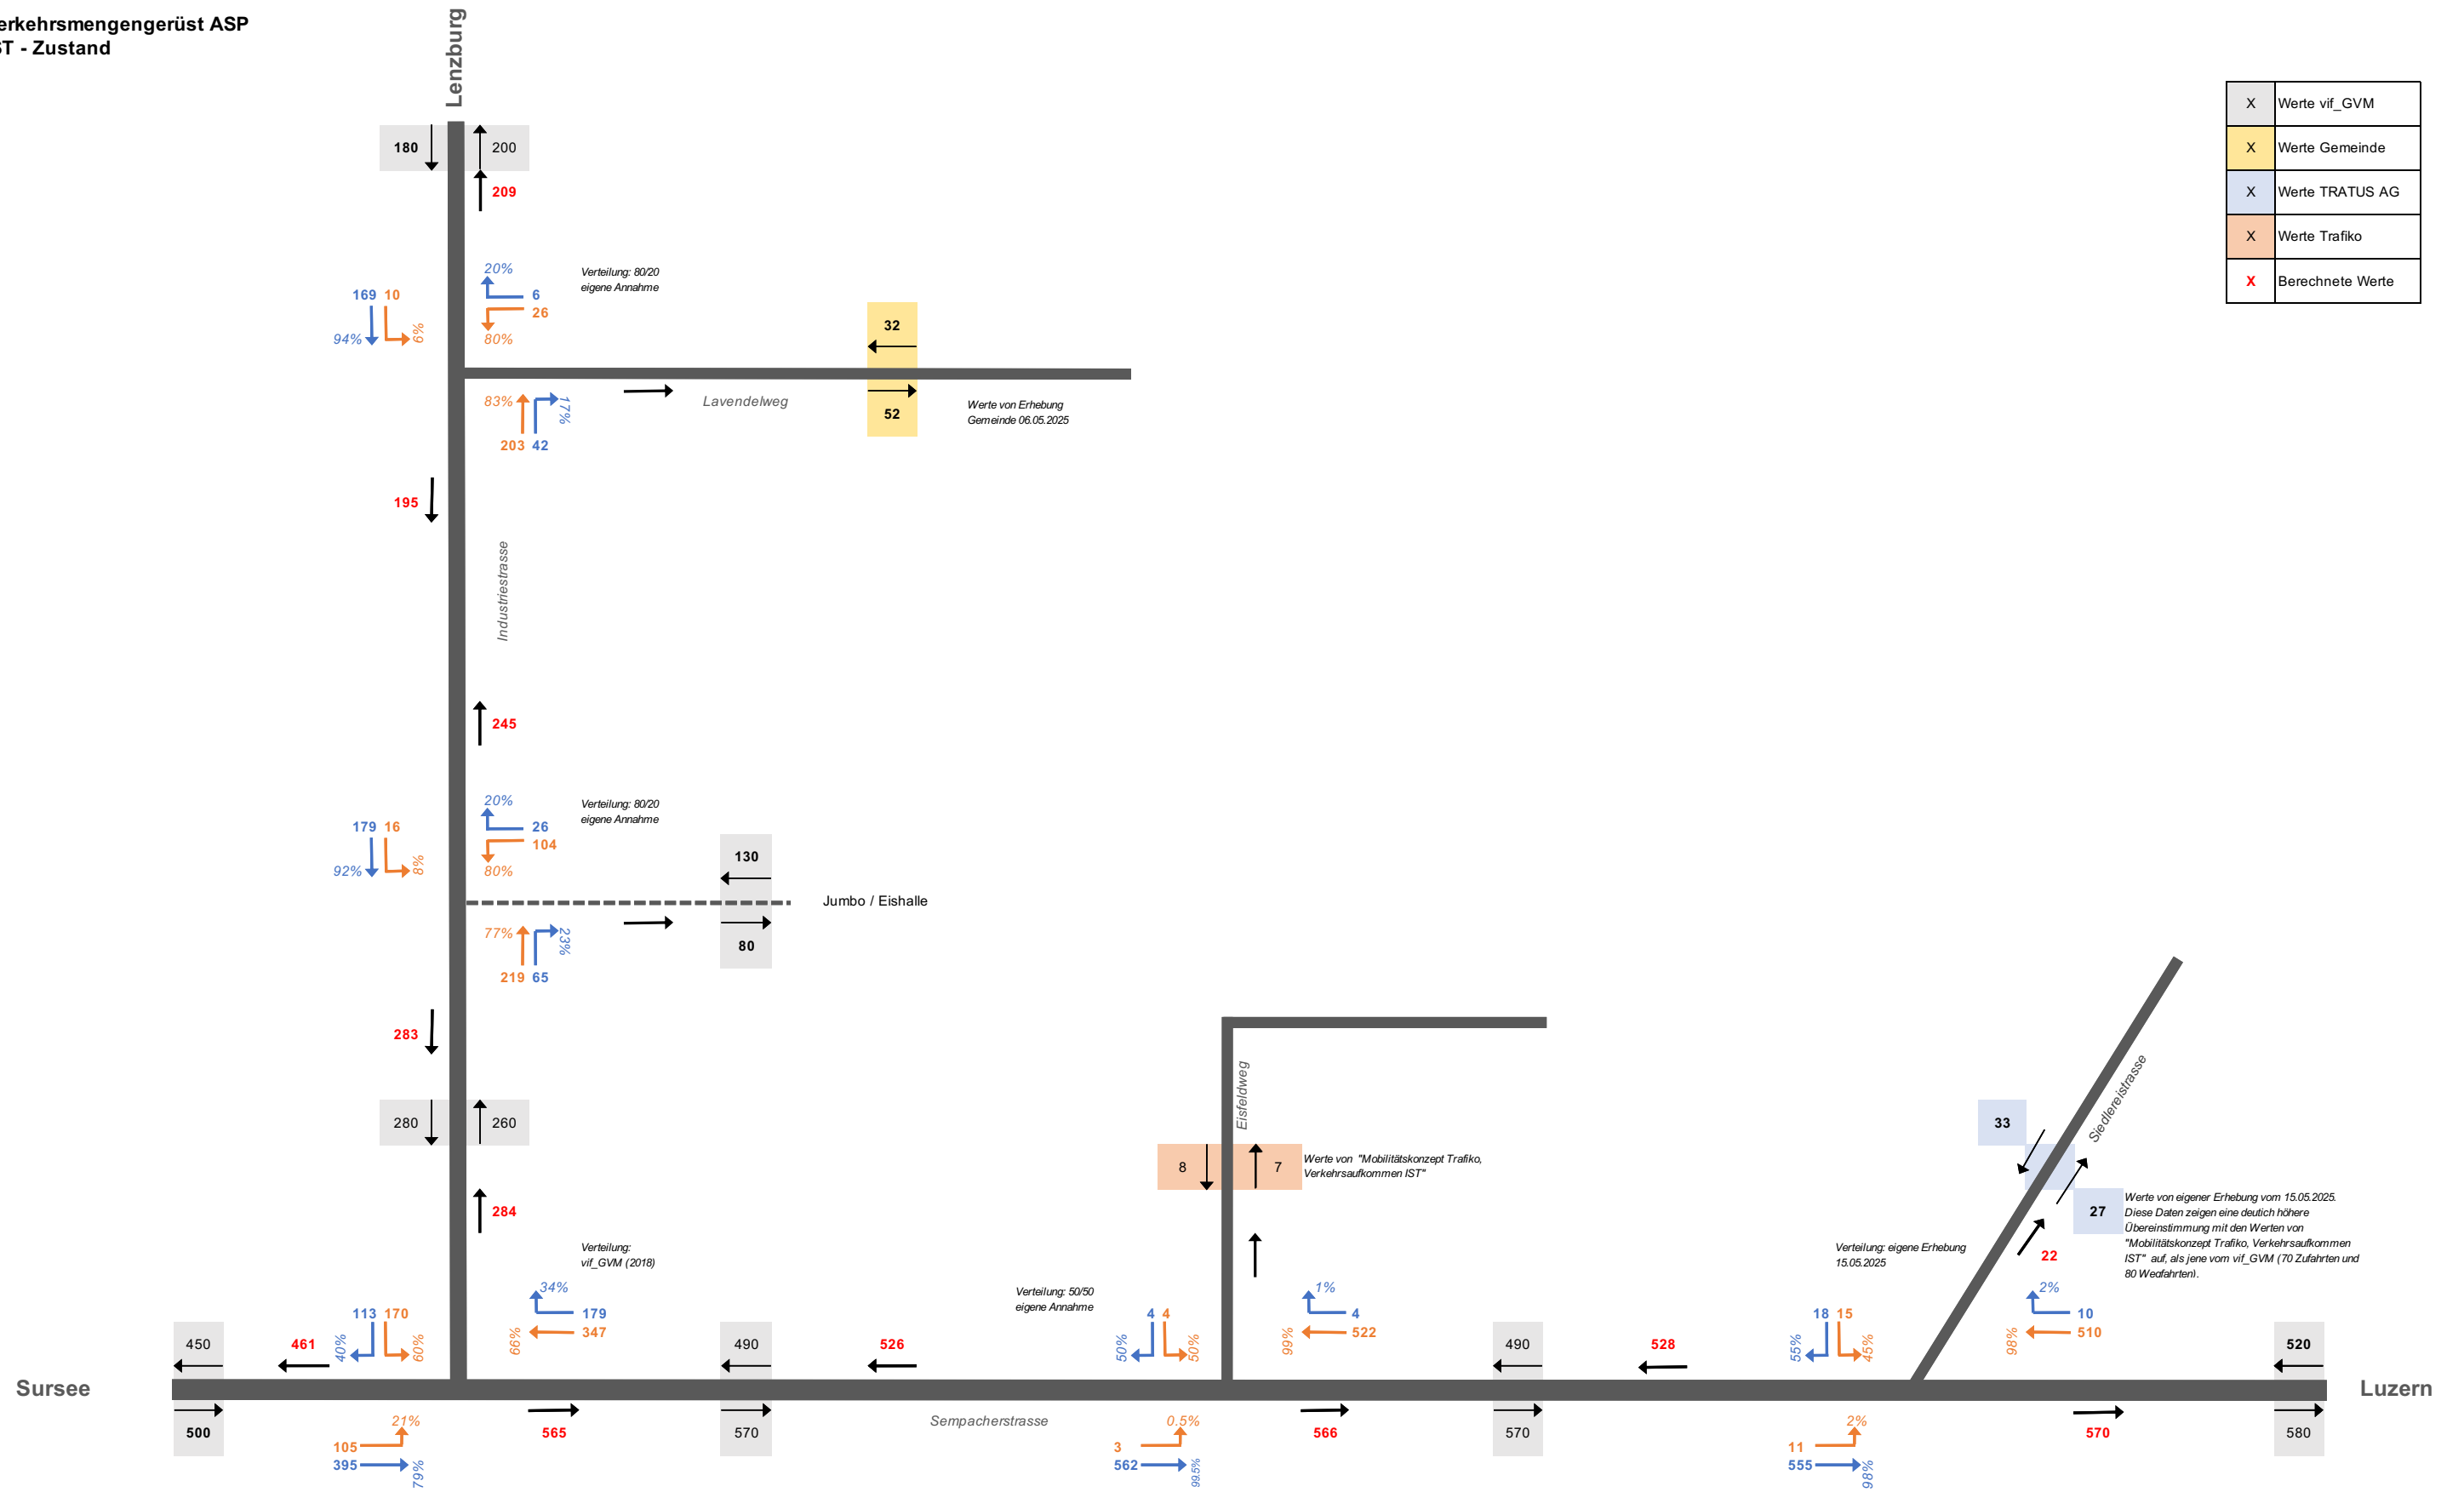 erkehrsmengengerüst ASP
ST - Zustand
Lenzburg
X Werte vif_GVM
X Werte Gemeinde
X Werte TRATUS AG
X Werte Trafiko
X Berechnete Werte
180 200
209
20%
Verteilung: 80/20
eigene Annahme
169 10
6
26
94% 6% 80%
32
83% 17%
Lavendelweg
52
Werte von Erhebung
Gemeinde 06.05.2025
203 42
195
Industriestrasse
245
20%
Verteilung: 80/20
eigene Annahme
179 16
26
104
92% 8% 80%
130
Jumbo / Eishalle
77% 23%
80
219 65
283
280 260
284
Verteilung:
vif_GVM (2018)
Eisfeldweg
8 7
Werte von "Mobilitätskonzept Trafiko,
Verkehrsaufkommen IST"
Siedlereistrasse
33
27
Werte von eigener Erhebung vom 15.05.2025.
Diese Daten zeigen eine deutich höhere
Übereinstimmung mit den Werten von
"Mobilitätskonzept Trafiko, Verkehrsaufkommen
IST" auf, als jene vom vif_GVM (70 Zufahrten und
80 Wegfahrten).
Verteilung: eigene Erhebung
15.05.2025
22
Verteilung: 50/50
eigene Annahme
34%
1%
2%
113 170
179
347
4 4
4
522
18 15
10
510
450
461
40% 60%
66%
490
526
50% 50%
99%
490
528
55% 45%
98%
520
Sursee
Luzern
500
21%
105
395
79%
565
570
Sempacherstrasse
0.5%
3
562
99.5%
566
570
2%
11
555
98%
570
580